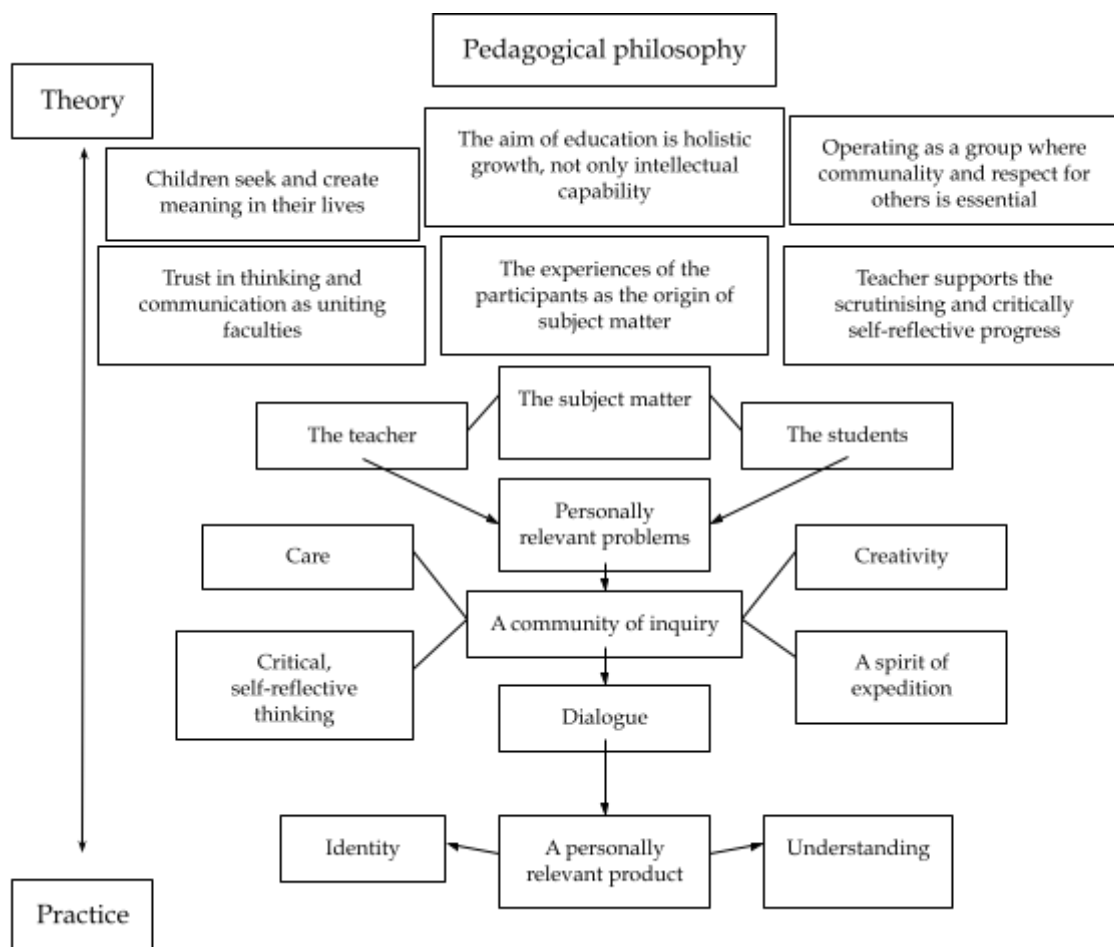 Pedagogical philosophy
Theory
The aim of education is holistic
growth, not only intellectual
capability
Children seek and create
meaning in their lives
Operating as a group where
communality and respect for
others is essential
Trust in thinking and
communication as uniting
faculties
The experiences of the
participants as the origin of
subject matter
Teacher supports the
scrutinising and critically
self-reflective progress
The subject matter
The teacher
The students
Personally
relevant problems
Care
Creativity
A community of inquiry
Critical,
self-reflective
thinking
A spirit of
expedition
Dialogue
Identity
A personally
relevant product
Understanding
Practice